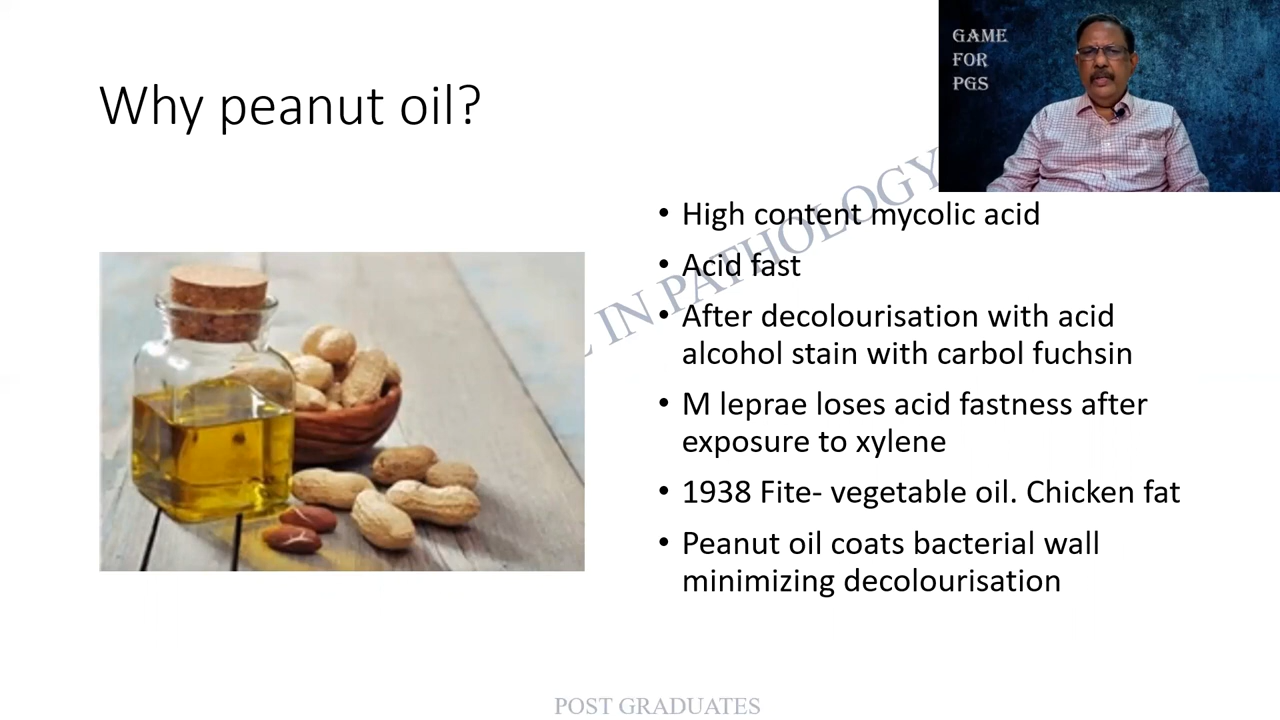 GAME
FOR
PGS
Why peanut oil?
IN PATHOLOGY
• High content mycolic acid
• Acid fast
• After decolourisation with acid
alcohol stain with carbol fuchsin
• M leprae loses acid fastness after
exposure to xylene
• 1938 Fite- vegetable oil. Chicken fat
• Peanut oil coats bacterial wall
minimizing decolourisation
POST GRADUATES